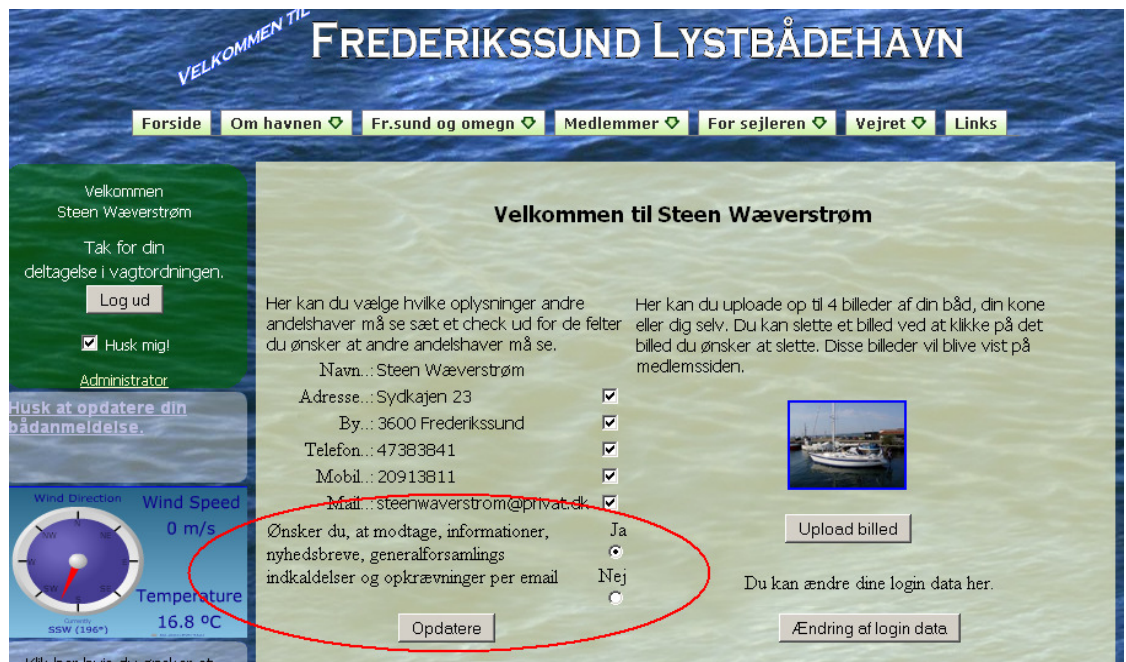 VELKOMMEN TIL
FREDERIKSSUND LYSTBÅDEHAVN
Forside Om havnen Fr.sund og omegn Medlemmer For sejleren Vejret Links
Velkommen
Steen Wæverstrøm
Tak for din
deltagelse i vagtordningen.
Log ud
Husk mig!
Administrator
Husk at opdatere din
bådanmeldelse.
Wind Direction
Wind Speed
0 m/s
N
NE
E
SE
S
SW
W
NW
Currently
SSW (196°)
Temperature
16.8 ºC
Velkommen til Steen Wæverstrøm
Her kan du vælge hvilke oplysninger andre
andelshaver må se sæt et check ud for de felter
du ønsker at andre andelshaver må se.
Navn..: Steen Wæverstrøm
Adresse..: Sydkajen 23
By..: 3600 Frederikssund
Telefon..: 47383841
Mobil..: 20913811
Mail..: steenwaverstrom@privat.dk
Ønsker du, at modtage, informationer,
nyhedsbreve, generalforsamlings
indkaldelser og opkrævninger per email
Ja
Nej
Opdatere
Her kan du uploade op til 4 billeder af din båd, din kone
eller dig selv. Du kan slette et billed ved at klikke på det
billed du ønsker at slette. Disse billeder vil blive vist på
medlemssiden.
Upload billed
Du kan ændre dine login data her.
Ændring af login data